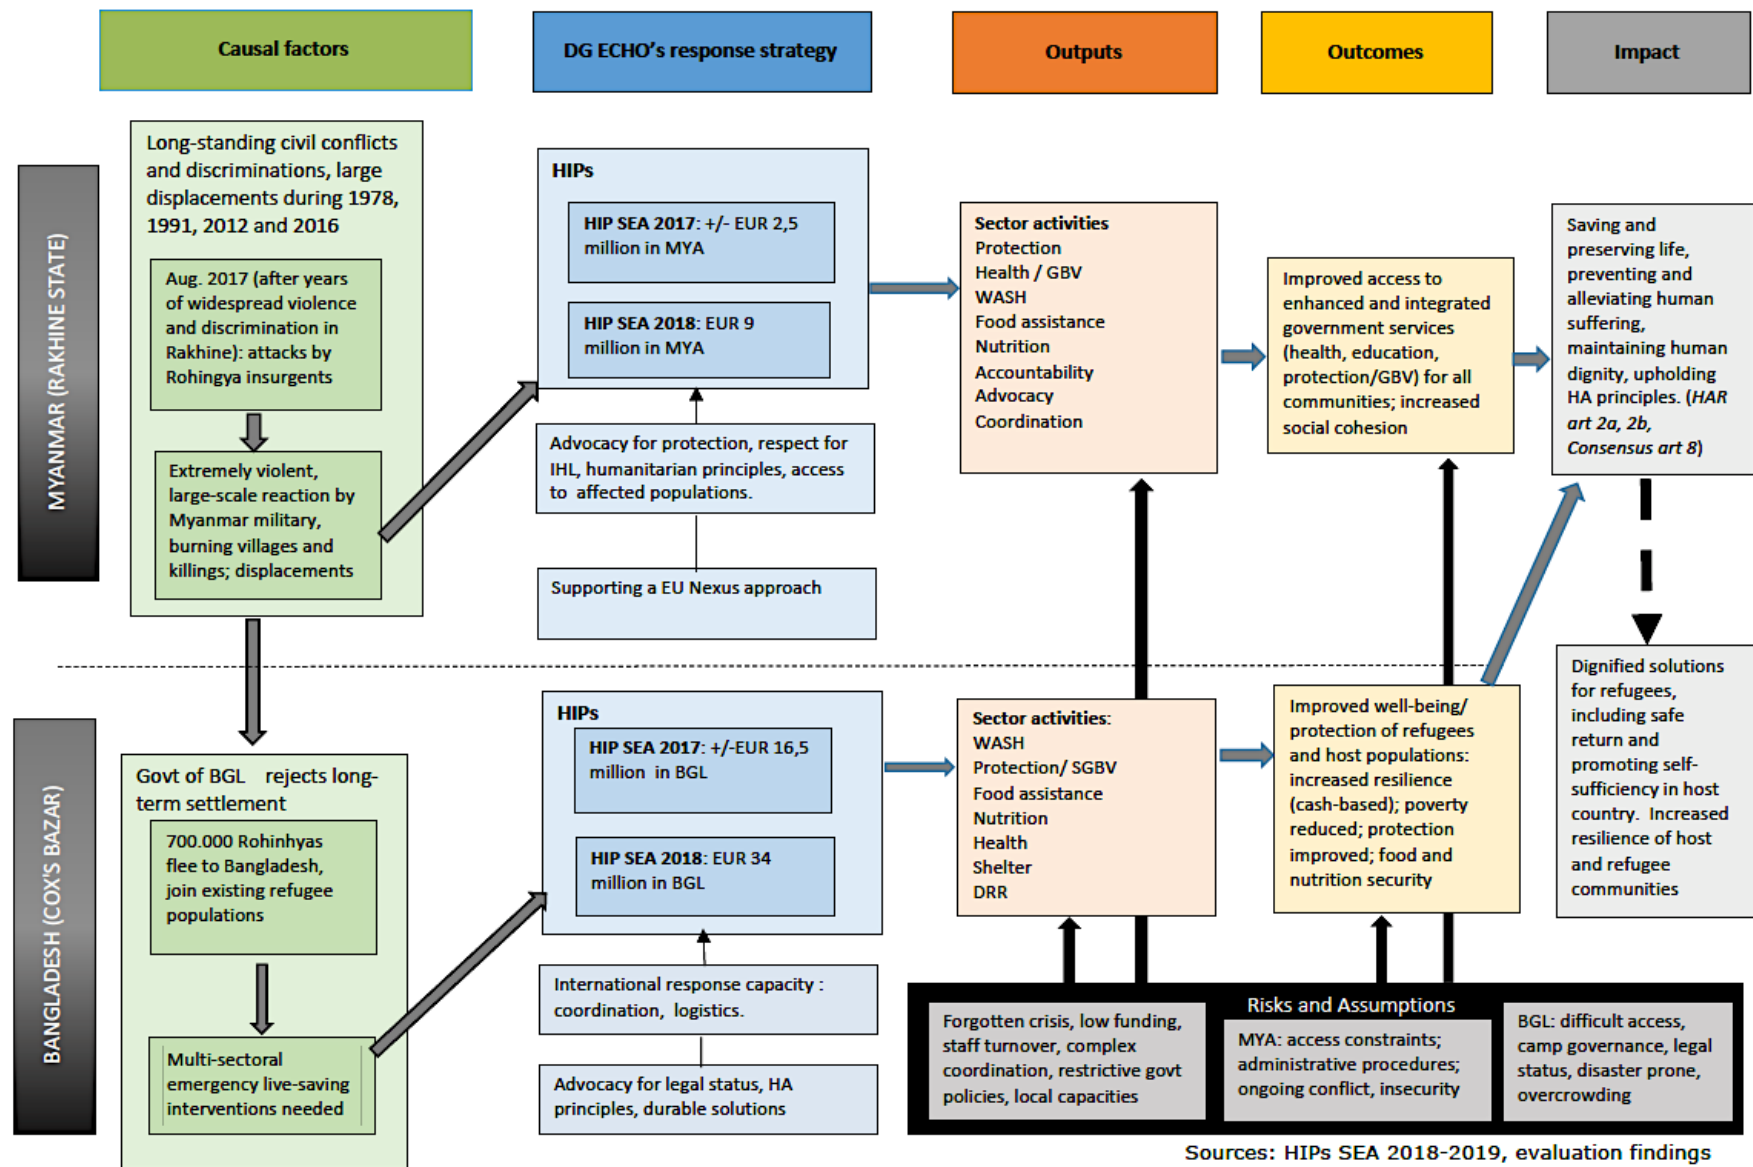 Causal factors
DG ECHO's response strategy
Outputs
Outcomes
Impact
MYANMAR (RAKHINE STATE)
Long-standing civil conflicts
and discriminations, large
displacements during 1978,
1991, 2012 and 2016
Aug. 2017 (after years
of widespread violence
and discrimination in
Rakhine): attacks by
Rohingya insurgents
Extremely violent,
large-scale reaction by
Myanmar military,
burning villages and
killings; displacements
HIPs
HIP SEA 2017: +/- EUR 2,5
million in MYA
HIP SEA 2018: EUR 9
million in MYA
Advocacy for protection, respect for
IHL, humanitarian principles, access
to affected populations.
Supporting a EU Nexus approach
Sector activities
Protection
Health / GBV
WASH
Food assistance
Nutrition
Accountability
Advocacy
Coordination
Improved access to
enhanced and integrated
government services
(health, education,
protection/GBV) for all
communities; increased
social cohesion
Saving and
preserving life,
preventing and
alleviating human
suffering,
maintaining human
dignity, upholding
HA principles. (HAR
art 2a, 2b,
Consensus art 8)
BANGLADESH (COX'S BAZAR)
Govt of BGL rejects long-
term settlement
700.000 Rohinhyas
flee to Bangladesh,
join existing refugee
populations
Multi-sectoral
emergency live-saving
interventions needed
HIPs
HIP SEA 2017: +/-EUR 16,5
million in BGL
HIP SEA 2018: EUR 34
million in BGL
International response capacity :
coordination, logistics.
Advocacy for legal status, HA
principles, durable solutions
Sector activities:
WASH
Protection/ SGBV
Food assistance
Nutrition
Health
Shelter
DRR
Improved well-being/
protection of refugees
and host populations:
increased resilience
(cash-based); poverty
reduced; protection
improved; food and
nutrition security
Dignified solutions
for refugees,
including safe
return and
promoting self-
sufficiency in host
country. Increased
resilience of host
and refugee
communities
Risks and Assumptions
Forgotten crisis, low funding,
staff turnover, complex
coordination, restrictive govt
policies, local capacities
MYA: access constraints;
administrative procedures;
ongoing conflict, insecurity
BGL: difficult access,
camp governance, legal
status, disaster prone,
overcrowding
Sources: HIPs SEA 2018-2019, evaluation findings